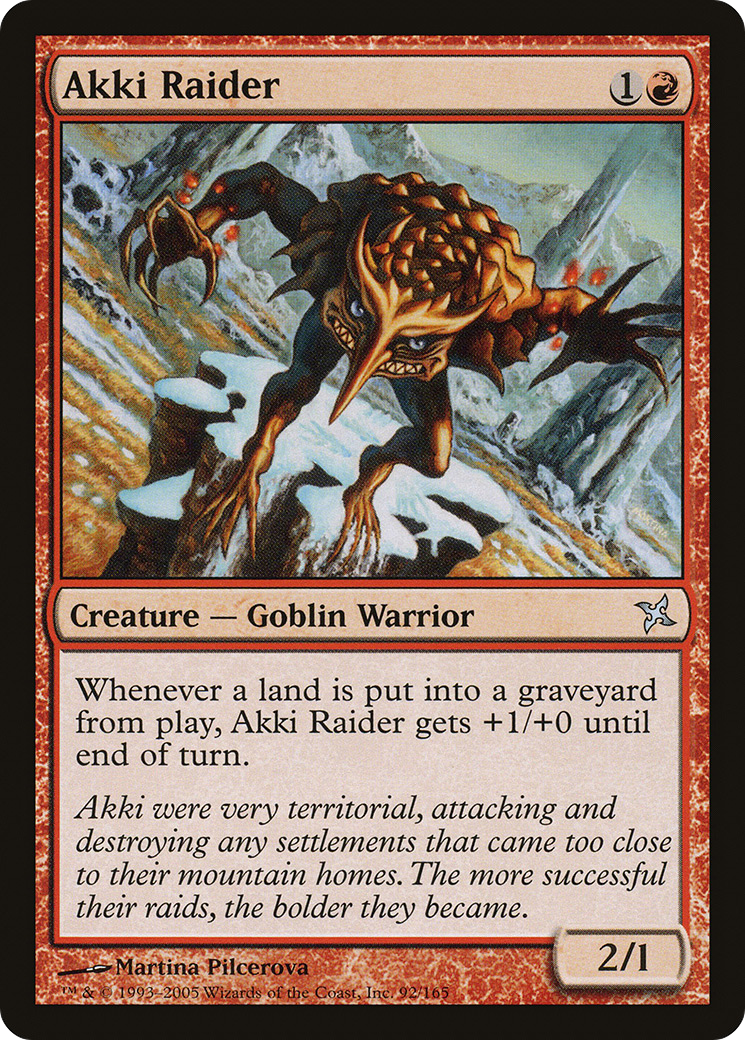 Akki Raider
1
Creature — Goblin Warrior
Whenever a land is put into a graveyard
from play, Akki Raider gets +1/+0 until
end of turn.
Akki were very territorial, attacking and
destroying any settlements that came too close
to their mountain homes. The more successful
their raids, the bolder they became.
2/1
Martina Pilcerova
™ & © 1993–2005 Wizards of the Coast, Inc. 92/165